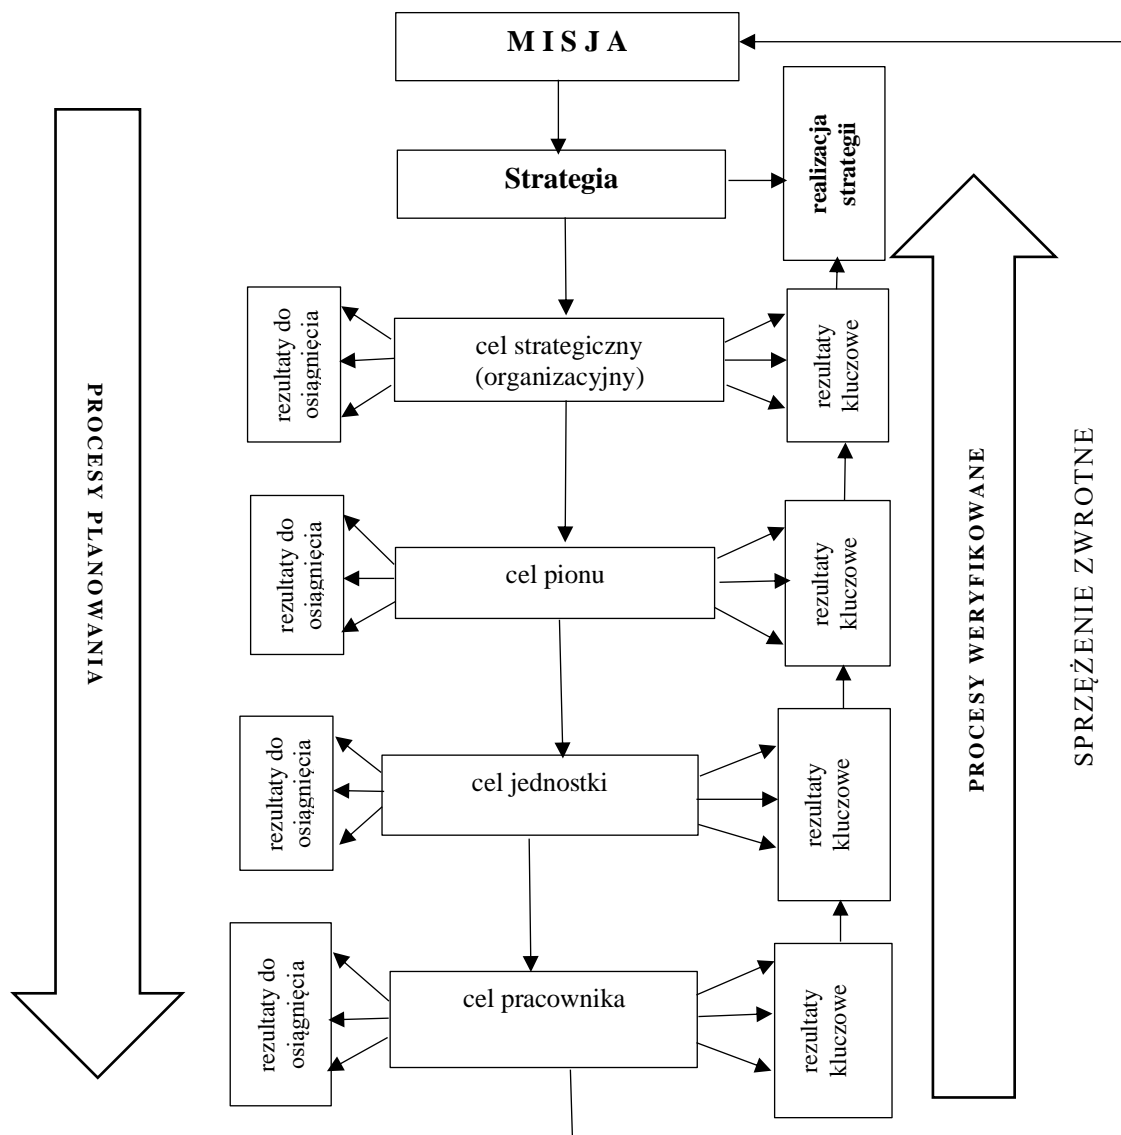 M I S J A
realizacja
strategii
Strategia
rezultaty do
osiągnięcia
cel strategiczny
(organizacyjny)
rezultaty
kluczowe
PROCESY PLANOWANIA
PROCESY WERYFIKOWANE
SPRZĘŻENIE ZWROTNE
rezultaty do
osiągnięcia
cel pionu
rezultaty
kluczowe
rezultaty do
osiągnięcia
cel jednostki
rezultaty
kluczowe
rezultaty do
osiągnięcia
cel pracownika
rezultaty
kluczowe